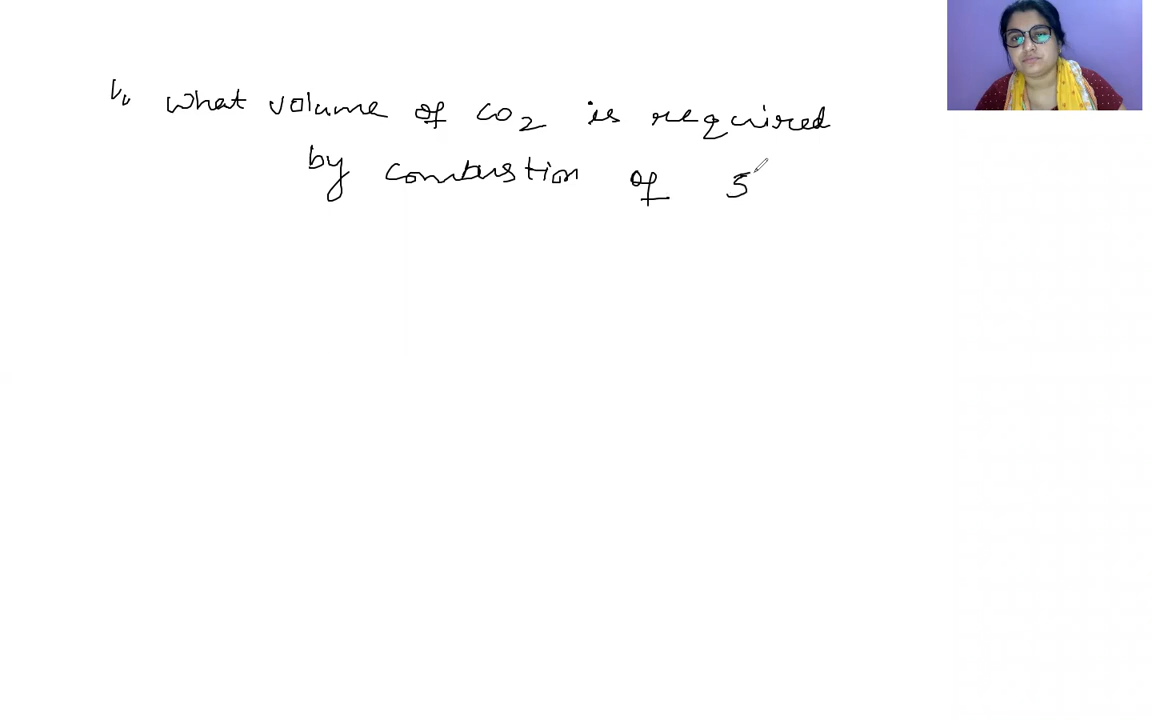 1. what volume of CO2 is required
by combustion of 5